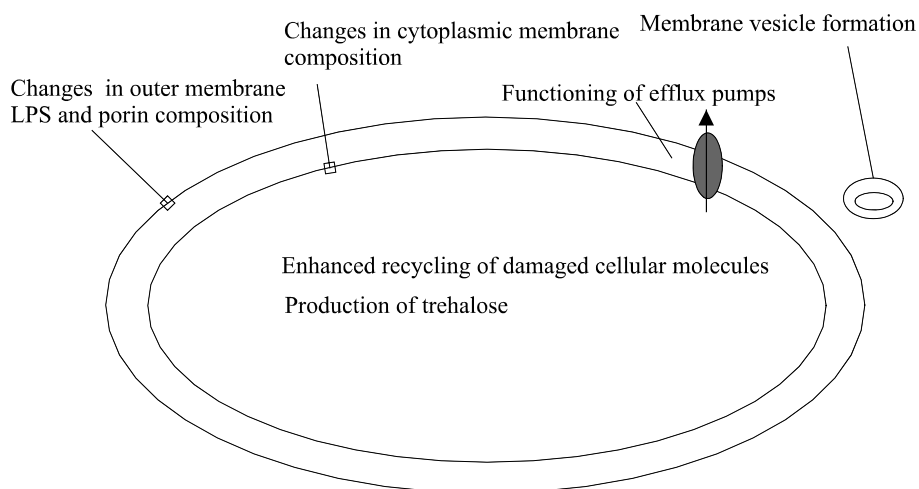 Membrane vesicle formation
Changes in cytoplasmic membrane
composition
Changes in outer membrane
LPS and porin composition
Functioning of efflux pumps
Enhanced recycling of damaged cellular molecules
Production of trehalose